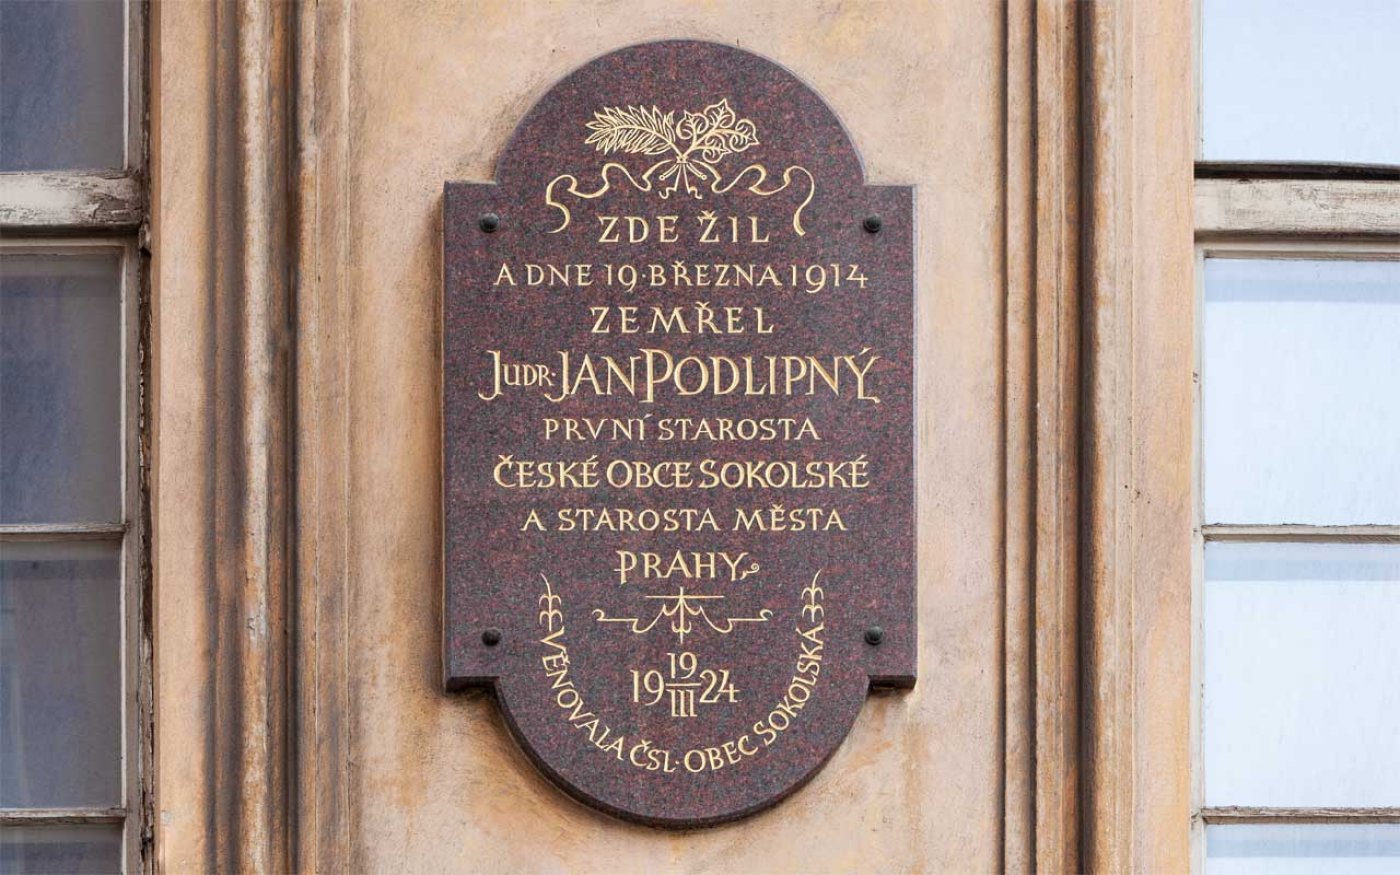 ZDE ŽIL
A DNE 19·BŘEZNA 1914
ZEMŘEL
JUDR·JAN PODLIPNÝ
PRVNÍ STAROSTA
ČESKÉ OBCE SOKOLSKÉ
A STAROSTA MĚSTA
PRAHY
19 19/III 24
VĚNOVALA ČSL·OBEC SOKOLSKÁ